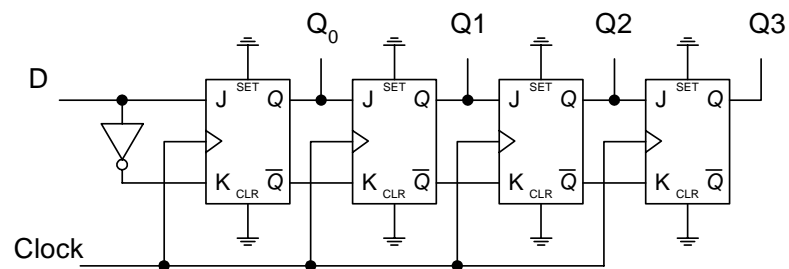 Q0 Q1 Q2 Q3
D
SET SET SET SET
J Q J Q J Q J Q
K Q̅ K Q̅ K Q̅ K Q̅
CLR CLR CLR CLR
Clock